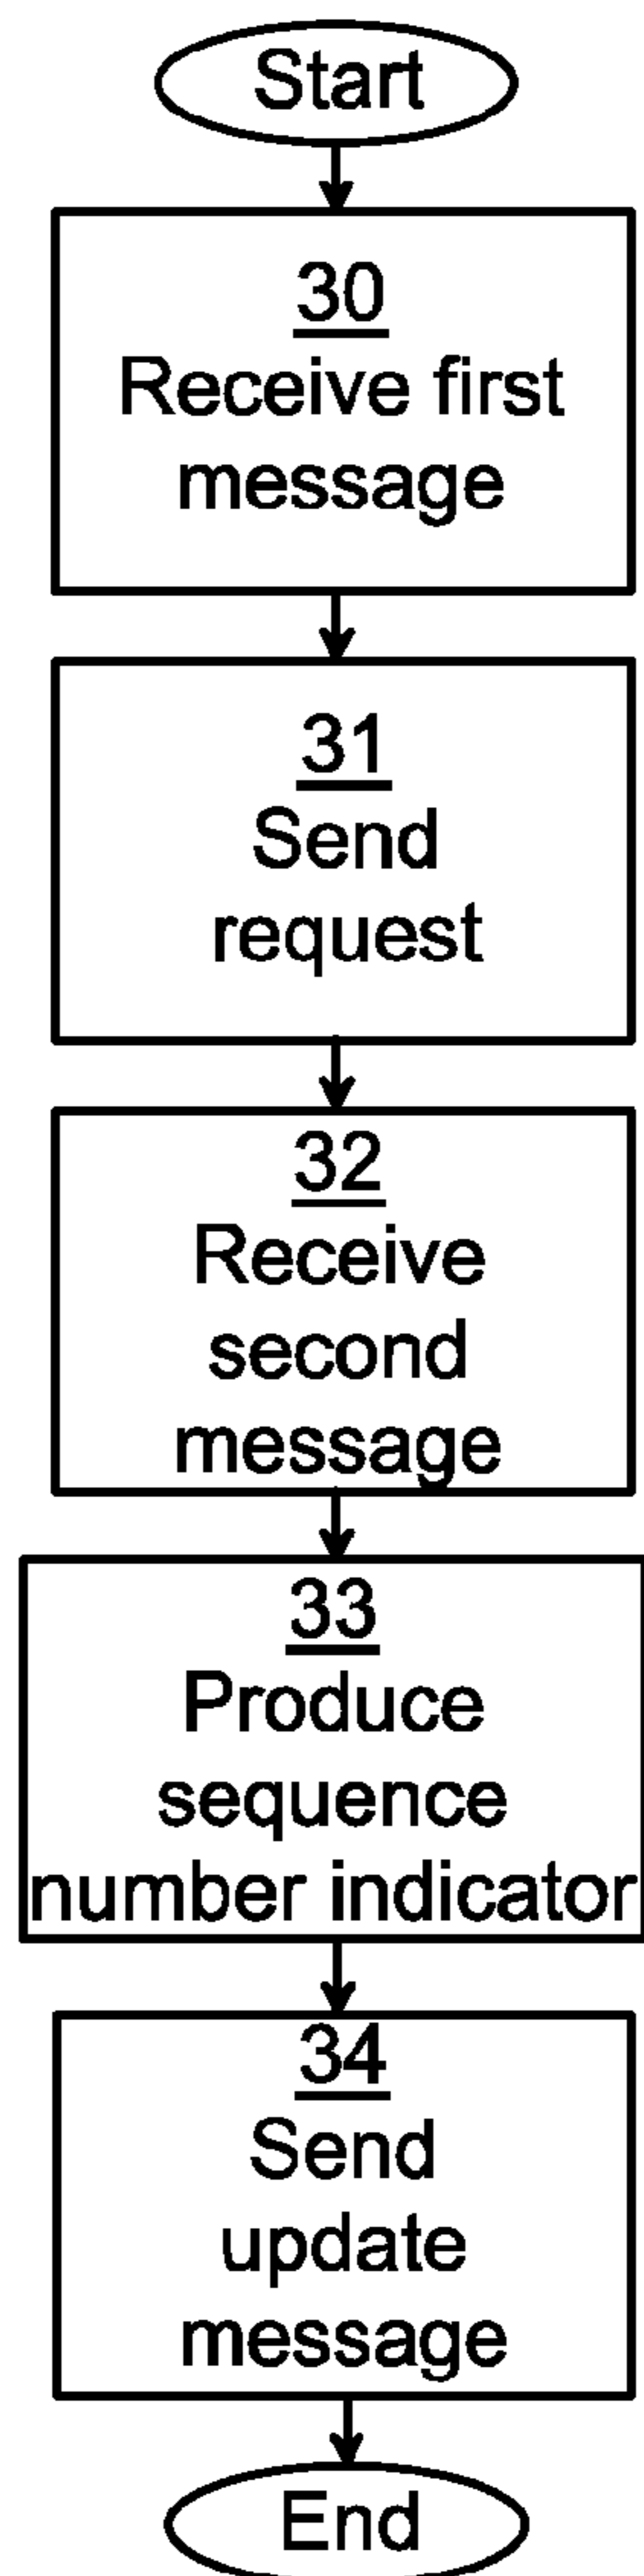 Start
30
Receive first
message
31
Send
request
32
Receive
second
message
33
Produce
sequence
number indicator
34
Send
update
message
End